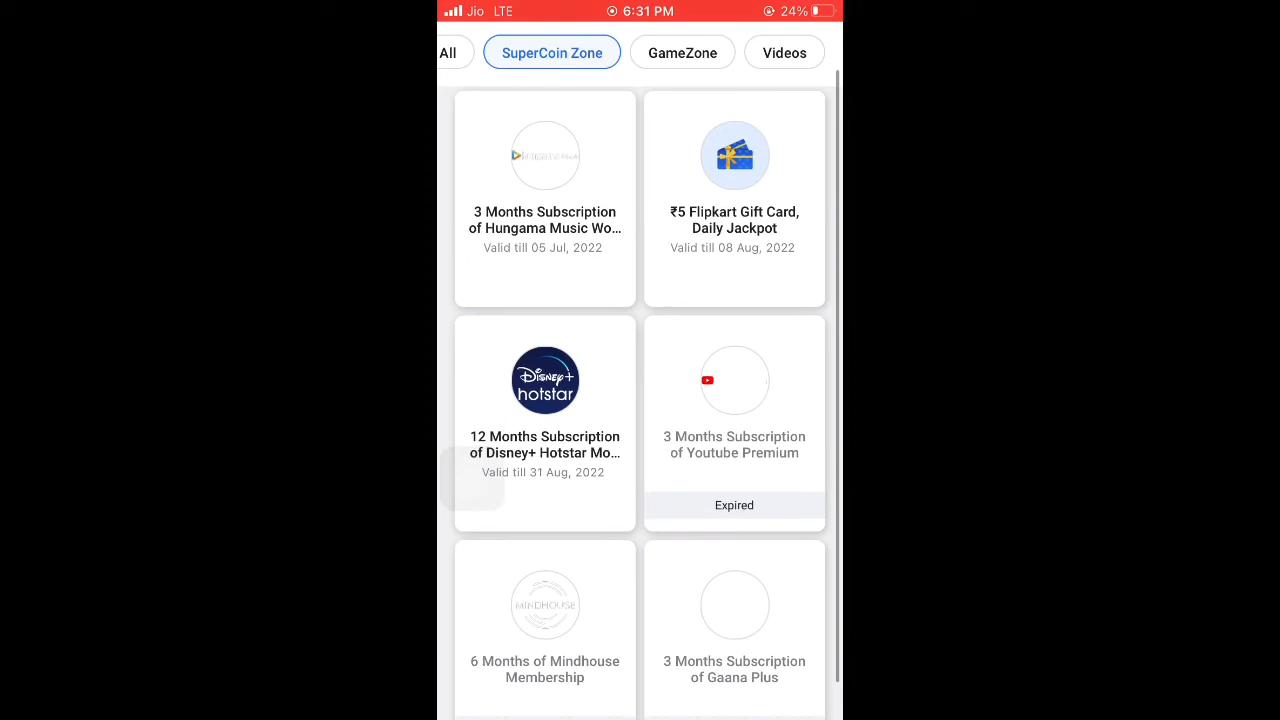 Jio LTE 6:31 PM 24%
All SuperCoin Zone GameZone Videos
3 Months Subscription
of Hungama Music Wo...
Valid till 05 Jul, 2022
₹5 Flipkart Gift Card,
Daily Jackpot
Valid till 08 Aug, 2022
Disney+
hotstar
12 Months Subscription
of Disney+ Hotstar Mo...
Valid till 31 Aug, 2022
3 Months Subscription
of Youtube Premium
Expired
MINDHOUSE
6 Months of Mindhouse
Membership
3 Months Subscription
of Gaana Plus